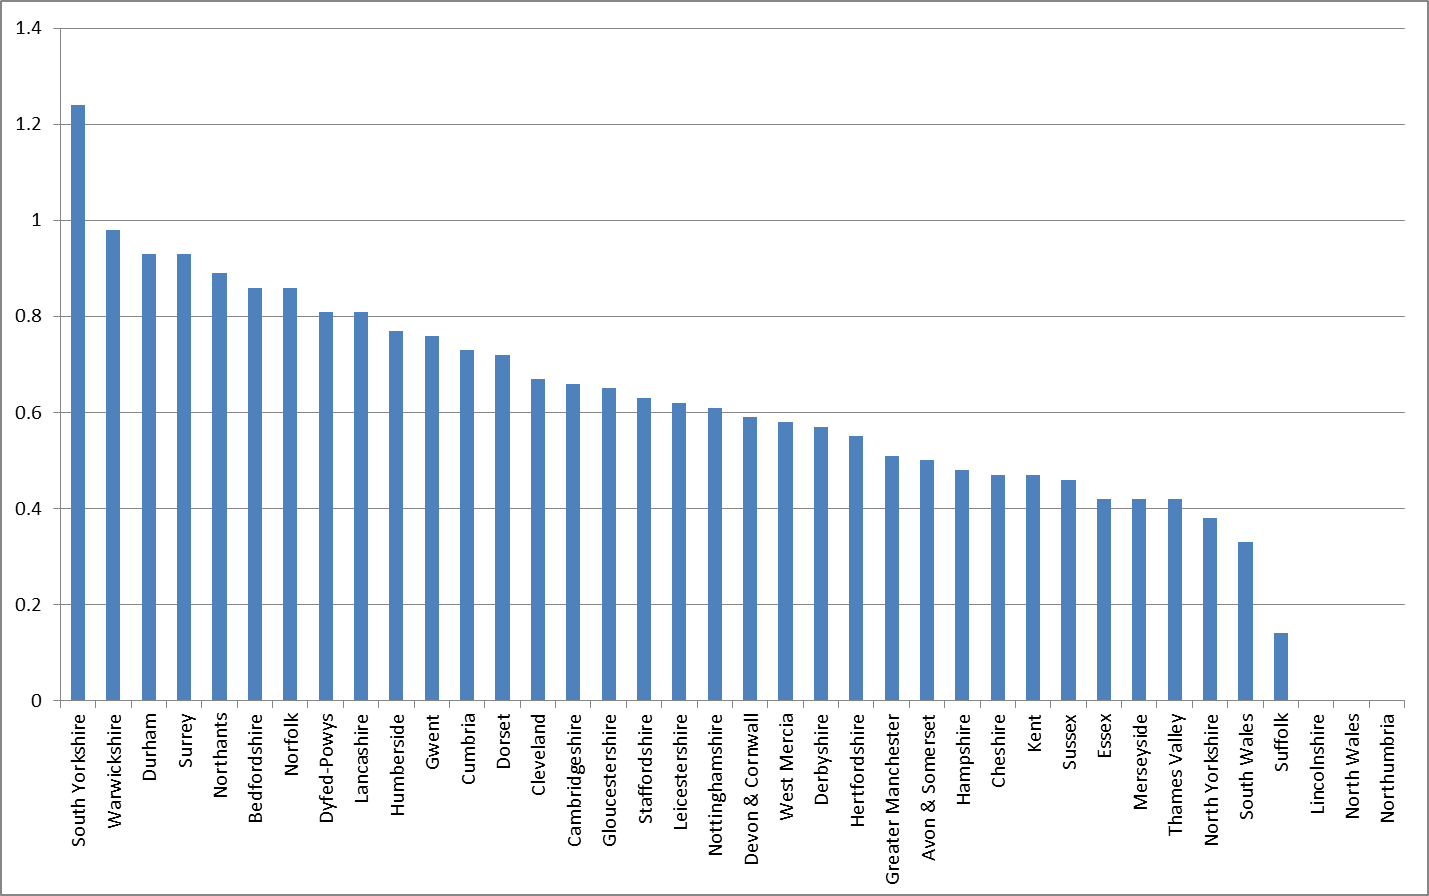 1.4
1.2
1
0.8
0.6
0.4
0.2
0
South Yorkshire
Warwickshire
Durham
Surrey
Northants
Bedfordshire
Norfolk
Dyfed-Powys
Lancashire
Humberside
Gwent
Cumbria
Dorset
Cleveland
Cambridgeshire
Gloucestershire
Staffordshire
Leicestershire
Nottinghamshire
Devon & Cornwall
West Mercia
Derbyshire
Hertfordshire
Greater Manchester
Avon & Somerset
Hampshire
Cheshire
Kent
Sussex
Essex
Merseyside
Thames Valley
North Yorkshire
South Wales
Suffolk
Lincolnshire
North Wales
Northumbria